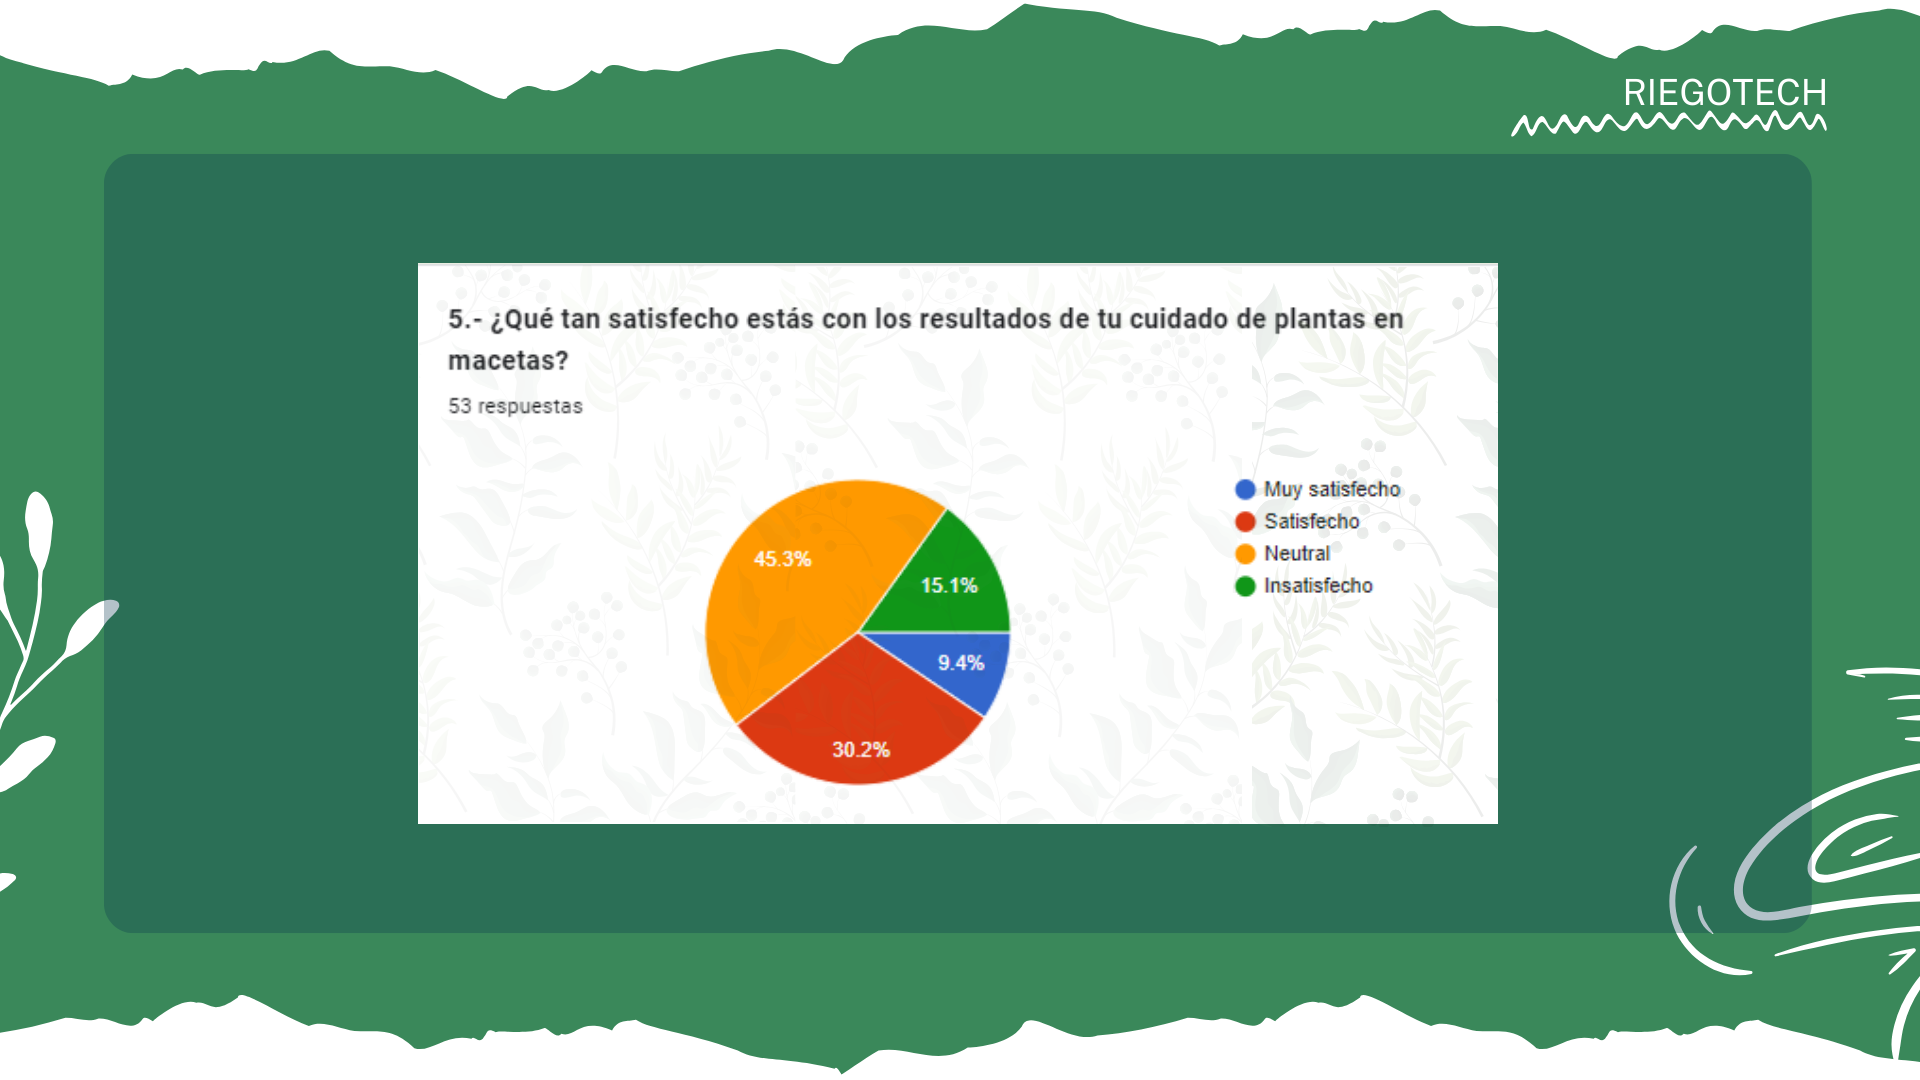 RIEGOTECH
5.- ¿Qué tan satisfecho estás con los resultados de tu cuidado de plantas en
macetas?
53 respuestas
Muy satisfecho
Satisfecho
Neutral
Insatisfecho
45.3%
15.1%
9.4%
30.2%